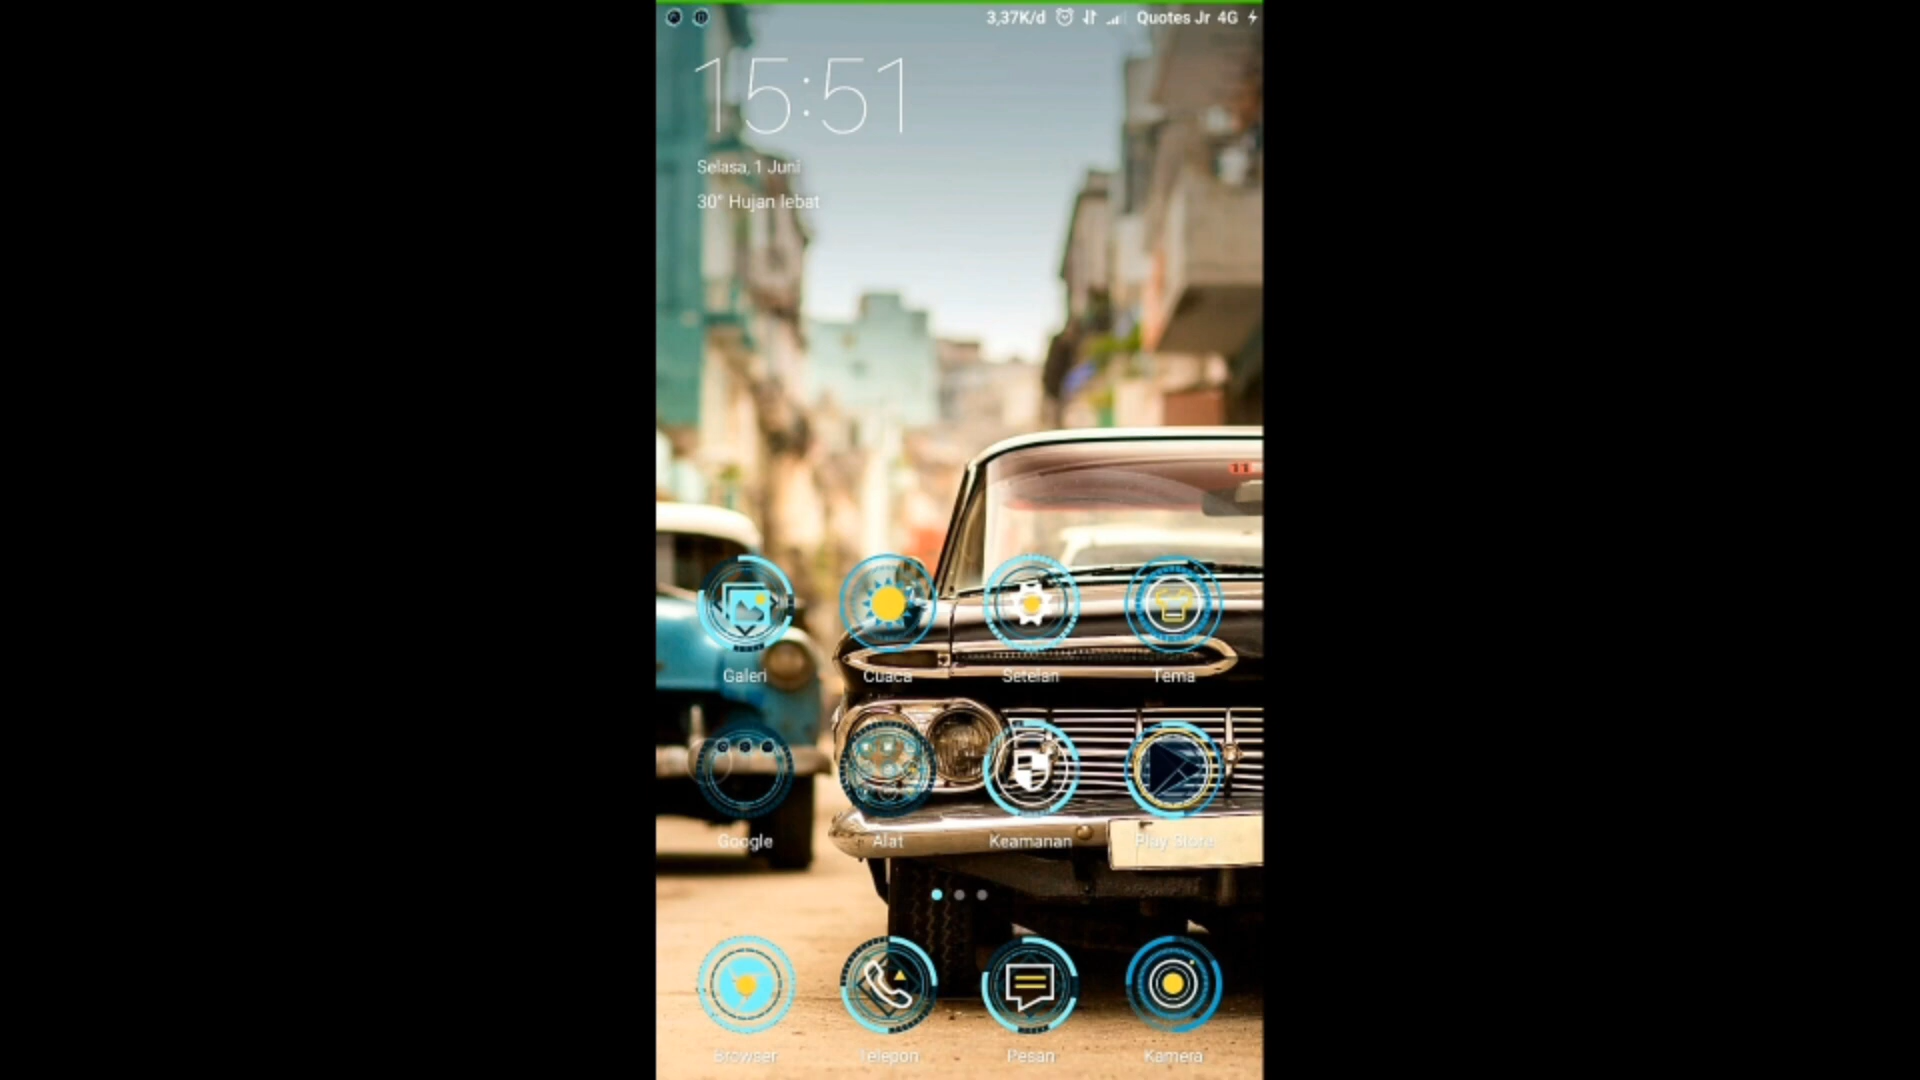 3,37K/d Quotes Jr 4G
15:51
Selasa, 1 Juni
30° Hujan lebat
11
Galeri Cuaca Setelan Tema
Google Alat Keamanan Play Store
Browser Telepon Pesan Kamera